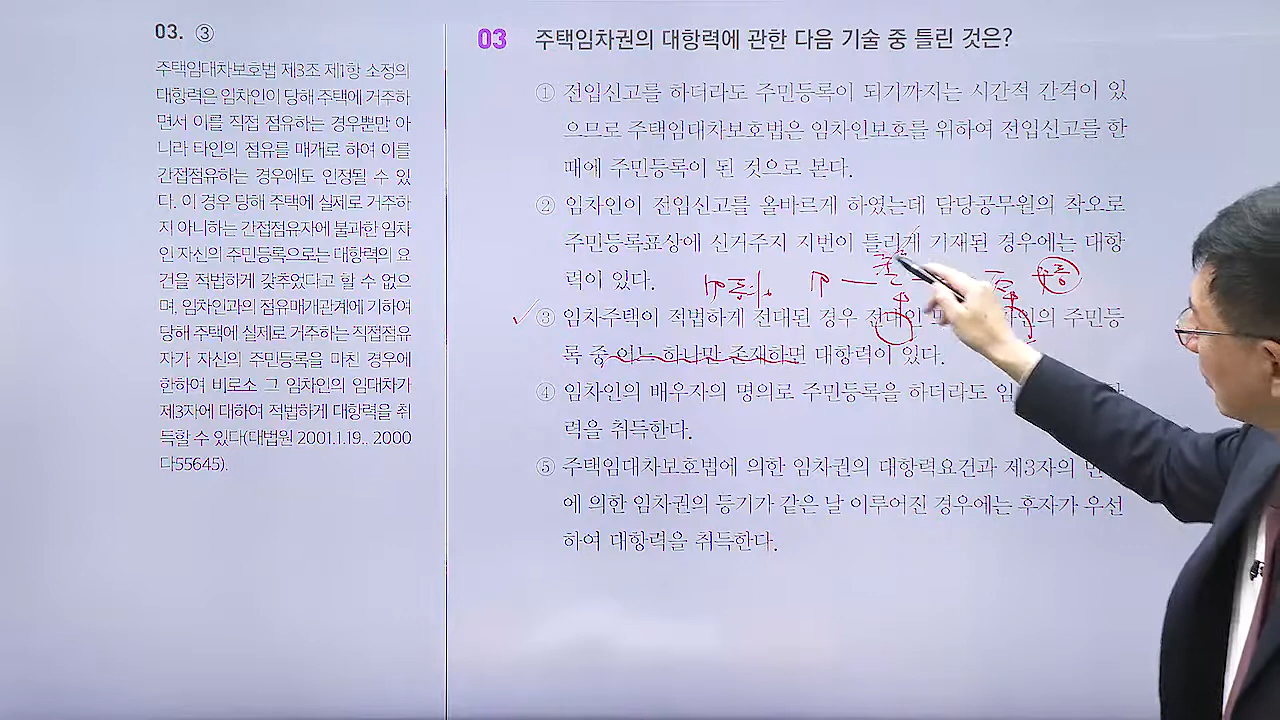 03. ③
주택임대차보호법 제3조 제1항 소정의
대항력은 임차인이 당해 주택에 거주하
면서 이를 직접 점유하는 경우뿐만 아
니라 타인의 점유를 매개로 하여 이를
간접점유하는 경우에도 인정될 수 있
다. 이 경우 당해 주택에 실제로 거주하
지 아니하는 간접점유자에 불과한 임차
인 자신의 주민등록으로는 대항력의 요
건을 적법하게 갖추었다고 할 수 없으
며, 임차인과의 점유매개관계에 기하여
당해 주택에 실제로 거주하는 직접점유
자가 자신의 주민등록을 마친 경우에
한하여 비로소 그 임차인의 임대차가
제3자에 대하여 적법하게 대항력을 취
득할 수 있다(대법원 2001.1.19.. 2000
다55645).
03 주택임차권의 대항력에 관한 다음 기술 중 틀린 것은?
① 전입신고를 하더라도 주민등록이 되기까지는 시간적 간격이 있
으므로 주택임대차보호법은 임차인보호를 위하여 전입신고를 한
때에 주민등록이 된 것으로 본다.
② 임차인이 전입신고를 올바르게 하였는데 담당공무원의 착오로
주민등록표상에 신거주지 지번이 틀리게 기재된 경우에는 대항
력이 있다.
③ 임차주택이 적법하게 전대된 경우 전대인 의 주민등
록 중 어느 하나만 존재하면 대항력이 있다.
④ 임차인의 배우자의 명의로 주민등록을 하더라도
력을 취득한다.
⑤ 주택임대차보호법에 의한 임차권의 대항력요건과 제3자의
에 의한 임차권의 등기가 같은 날 이루어진 경우에는 후자가 우선
하여 대항력을 취득한다.